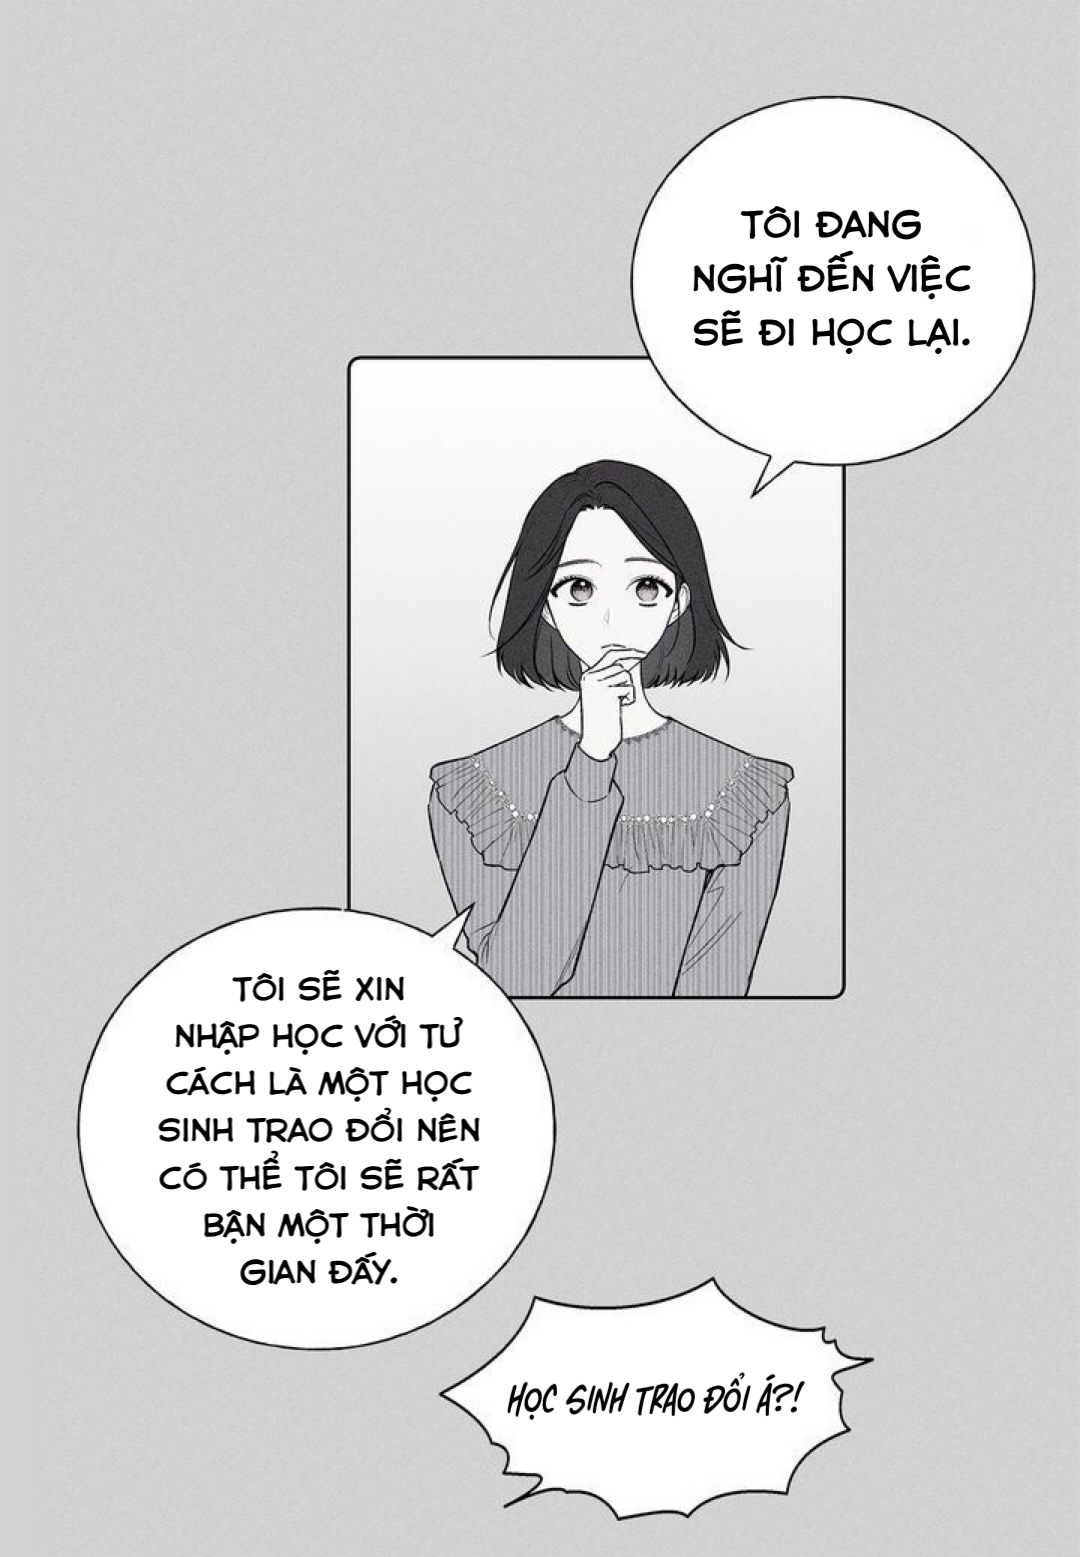 TÔI ĐANG
NGHĨ ĐẾN VIỆC
SẼ ĐI HỌC LẠI.
TÔI SẼ XIN
NHẬP HỌC VỚI TƯ
CÁCH LÀ MỘT HỌC
SINH TRAO ĐỔI NÊN
CÓ THỂ TÔI SẼ RẤT
BẬN MỘT THỜI
GIAN ĐẤY.
HỌC SINH TRAO ĐỔI Á?!